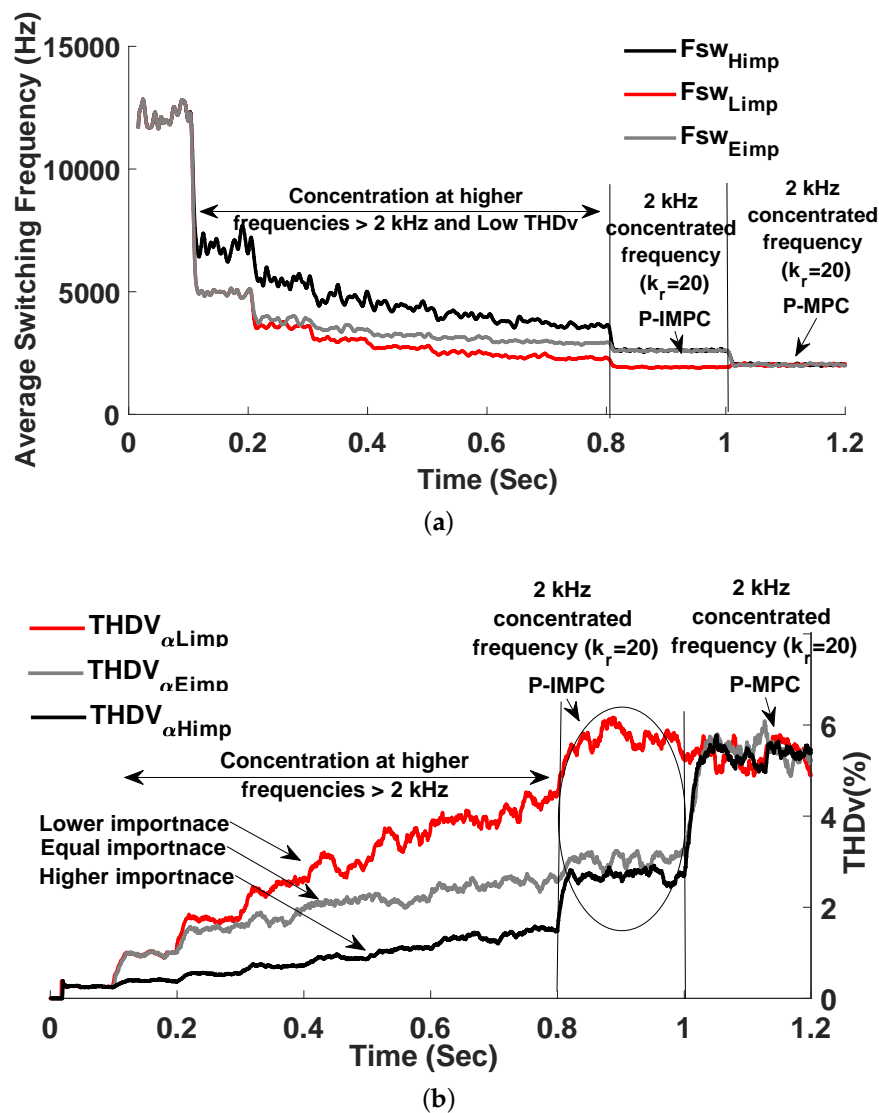 Average Switching Frequency (Hz)
15000
10000
5000
0
Fsw_Himp
Fsw_Limp
Fsw_Eimp
Concentration at higher
frequencies > 2 kHz and Low THDv
2 kHz
concentrated
frequency
(k_r=20)
P-IMPC
2 kHz
concentrated
frequency
(k_r=20)
P-MPC
0
0.2
0.4
0.6
0.8
1
1.2
Time (Sec)
(a)
THDV_αLimp
THDV_αEimp
THDV_αHimp
2 kHz
concentrated
frequency (k_r=20)
P-IMPC
2 kHz
concentrated
frequency (k_r=20)
P-MPC
Concentration at higher
frequencies > 2 kHz
Lower importnace
Equal importnace
Higher importnace
6
4
2
0
THDv(%)
0
0.2
0.4
0.6
0.8
1
1.2
Time (Sec)
(b)